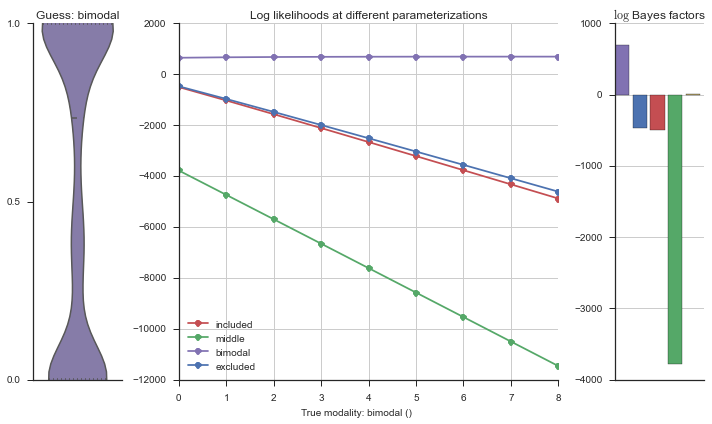 Guess: bimodal
1.0
0.5
0.0
Log likelihoods at different parameterizations
2000
0
−2000
−4000
−6000
−8000
−10000
−12000
included
middle
bimodal
excluded
0 1 2 3 4 5 6 7 8
True modality: bimodal ()
log Bayes factors
1000
0
−1000
−2000
−3000
−4000